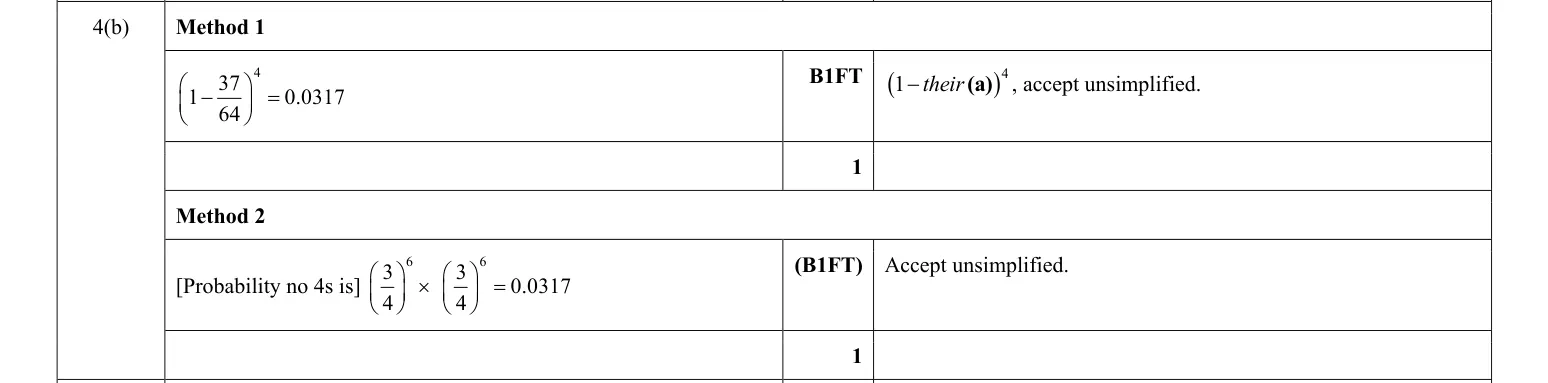 4(b)
Method 1
(1 − 37/64)^4 = 0.0317
B1FT
(1 − their (a))^4, accept unsimplified.
1
Method 2
[Probability no 4s is] (3/4)^6 × (3/4)^6 = 0.0317
(B1FT)
Accept unsimplified.
1